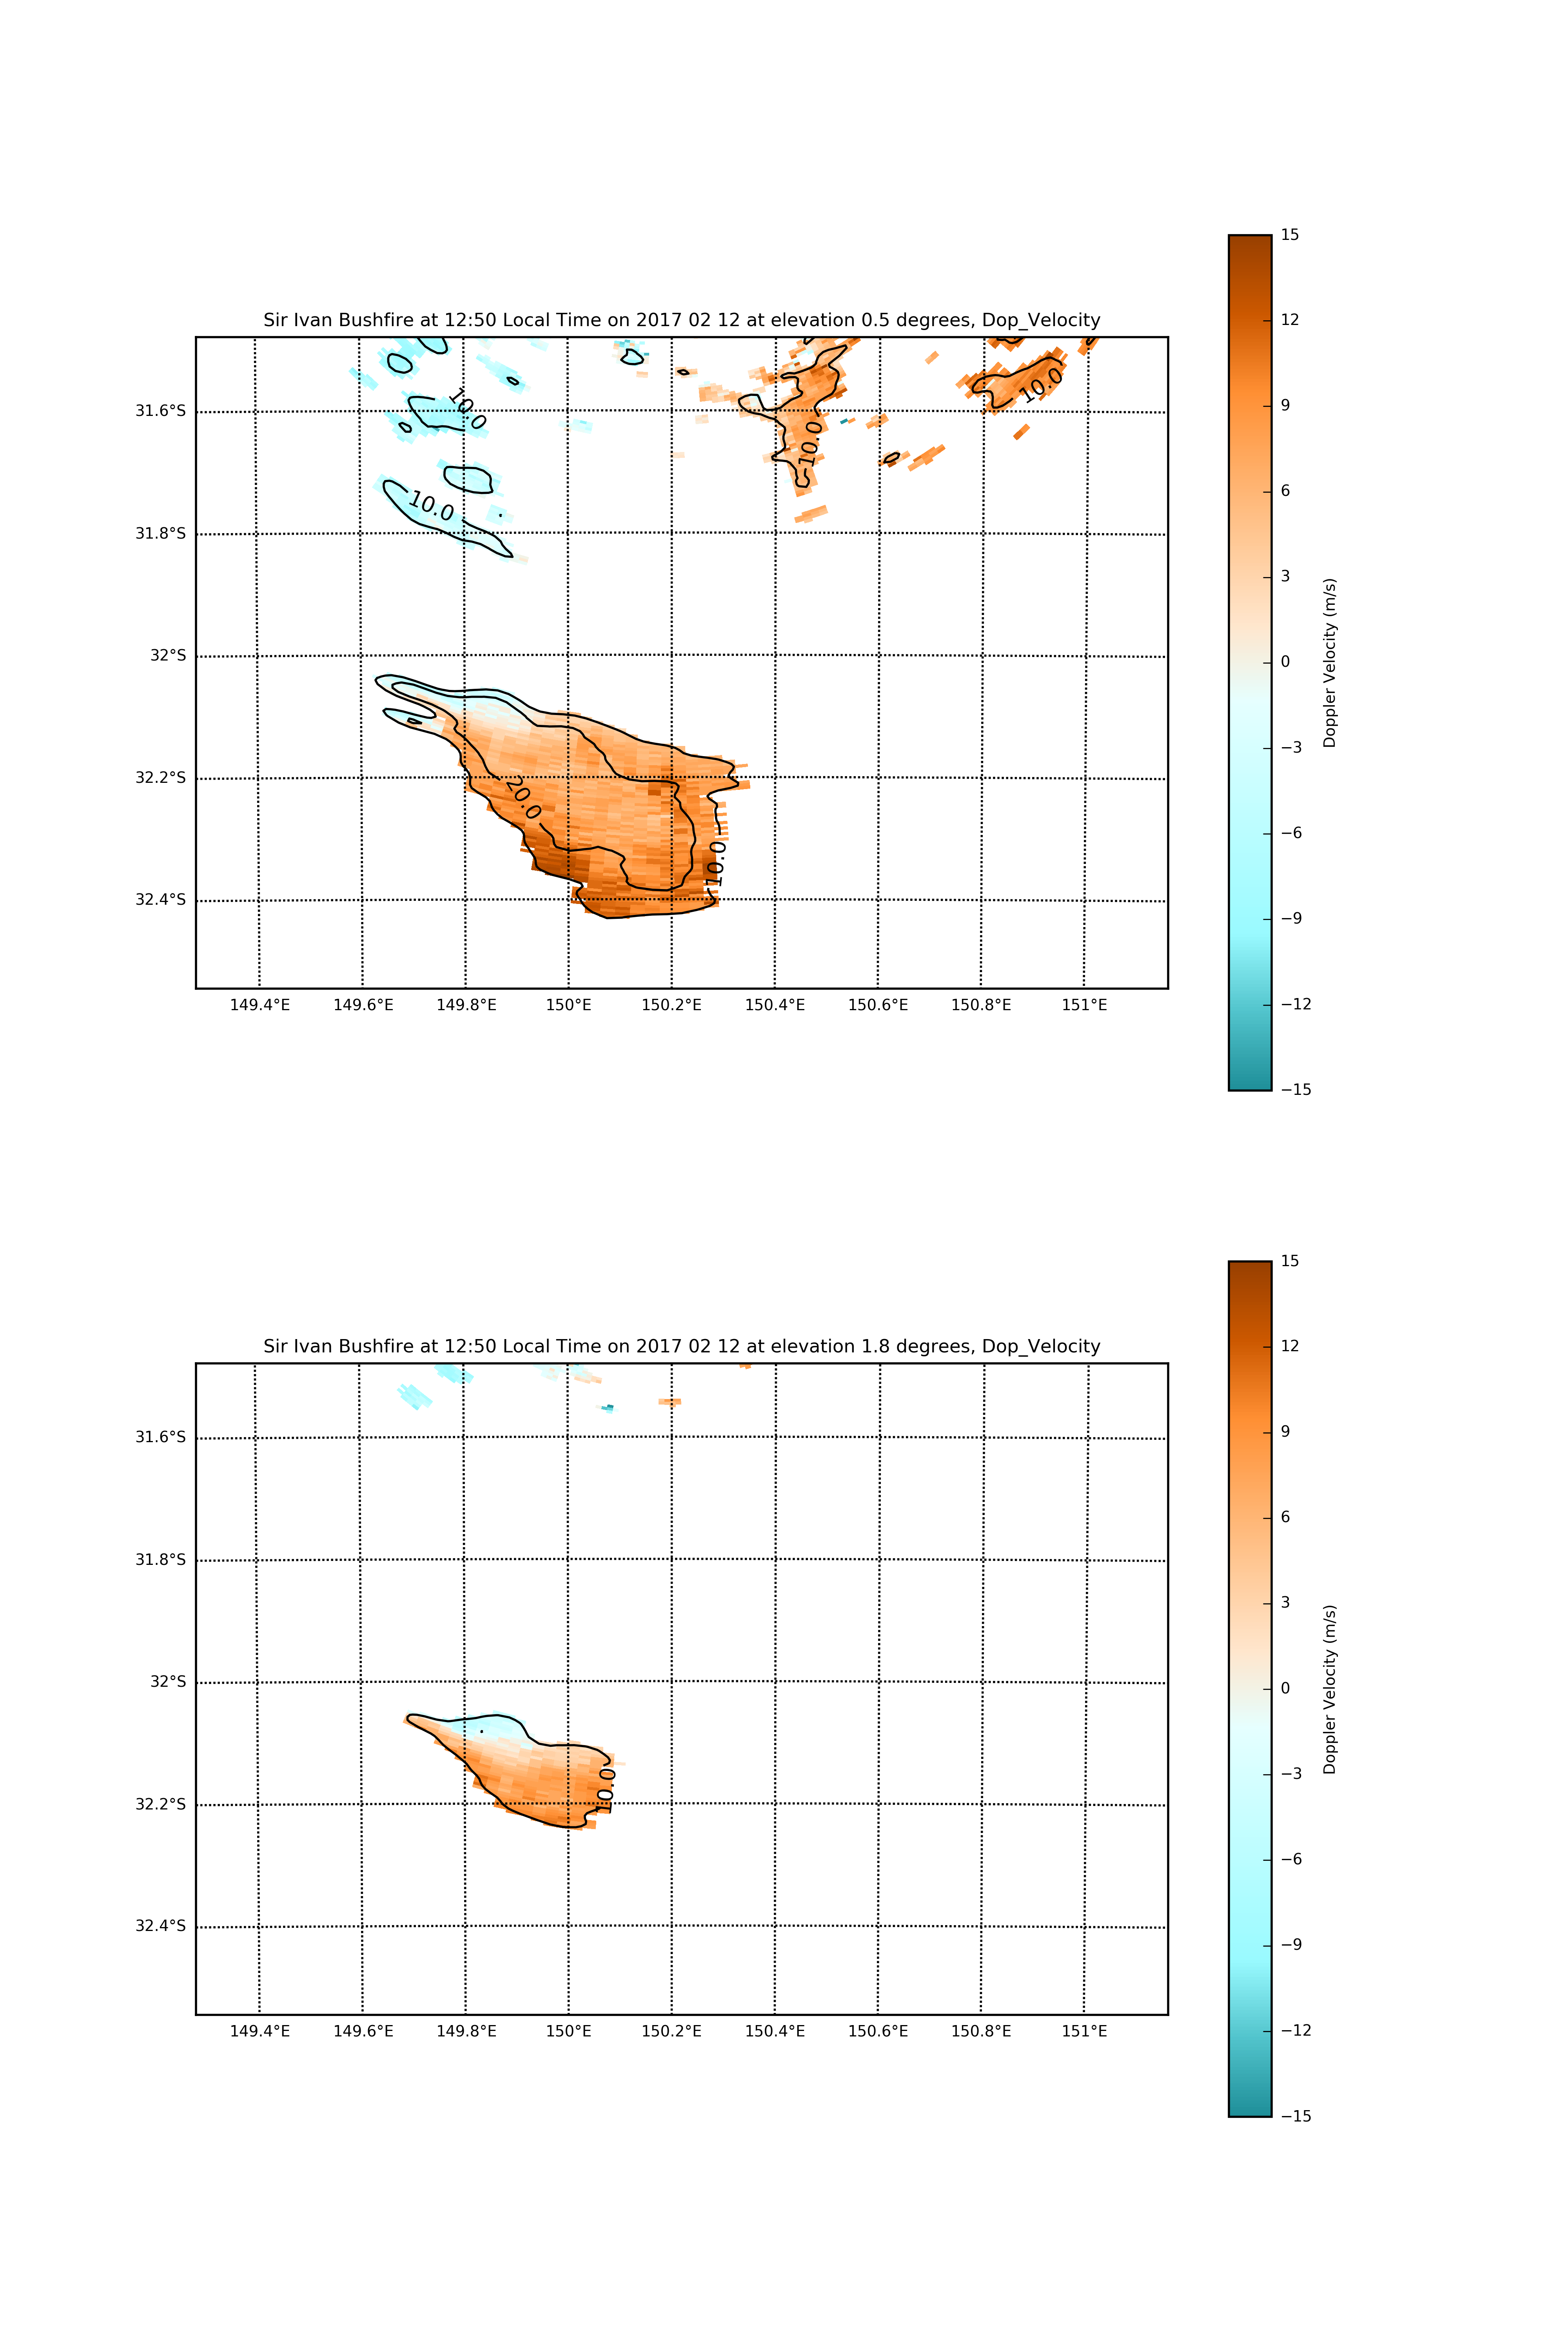 Sir Ivan Bushfire at 12:50 Local Time on 2017 02 12 at elevation 0.5 degrees, Dop_Velocity
31.6°S
31.8°S
32°S
32.2°S
32.4°S
149.4°E 149.6°E 149.8°E 150°E 150.2°E 150.4°E 150.6°E 150.8°E 151°E
10.0
10.0
10.0
10.0
20.0
10.0
15
12
9
6
3
0
−3
−6
−9
−12
−15
Doppler Velocity (m/s)
Sir Ivan Bushfire at 12:50 Local Time on 2017 02 12 at elevation 1.8 degrees, Dop_Velocity
31.6°S
31.8°S
32°S
32.2°S
32.4°S
149.4°E 149.6°E 149.8°E 150°E 150.2°E 150.4°E 150.6°E 150.8°E 151°E
10.0
15
12
9
6
3
0
−3
−6
−9
−12
−15
Doppler Velocity (m/s)